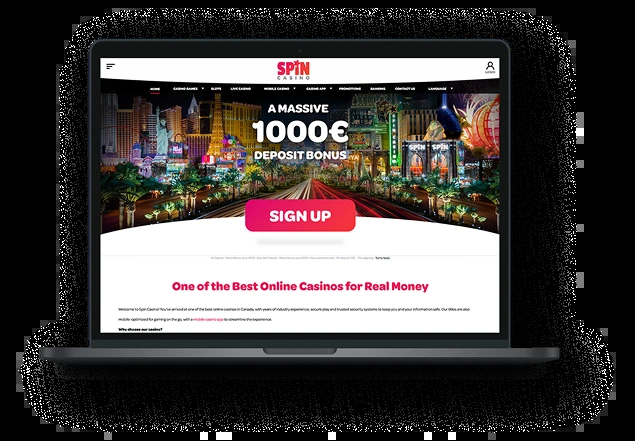 SPIN
CASINO
LOGIN
HOME CASINO GAMES SLOTS LIVE CASINO MOBILE CASINO CASINO APP PROMOTIONS BANKING CONTACT US LANGUAGE
A MASSIVE
1000€
DEPOSIT BONUS
SPIN
SPIN
SIGN UP
Terms apply
One of the Best Online Casinos for Real Money
Welcome to Spin Casino! You've arrived at one of the best online casinos in Canada, with years of industry experience, secure play and trusted security systems to keep you and your information safe. Our titles are also
mobile-optimized for gaming on the go, with a mobile casino app to streamline the experience.
Why choose our casino?